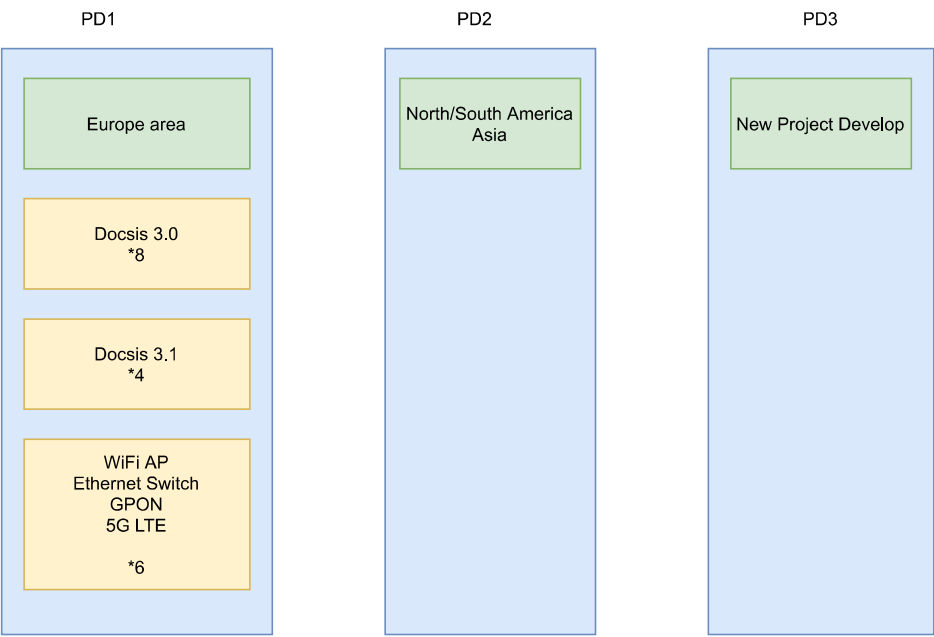 PD1
PD2
PD3
Europe area
North/South America
Asia
New Project Develop
Docsis 3.0
*8
Docsis 3.1
*4
WiFi AP
Ethernet Switch
GPON
5G LTE
*6